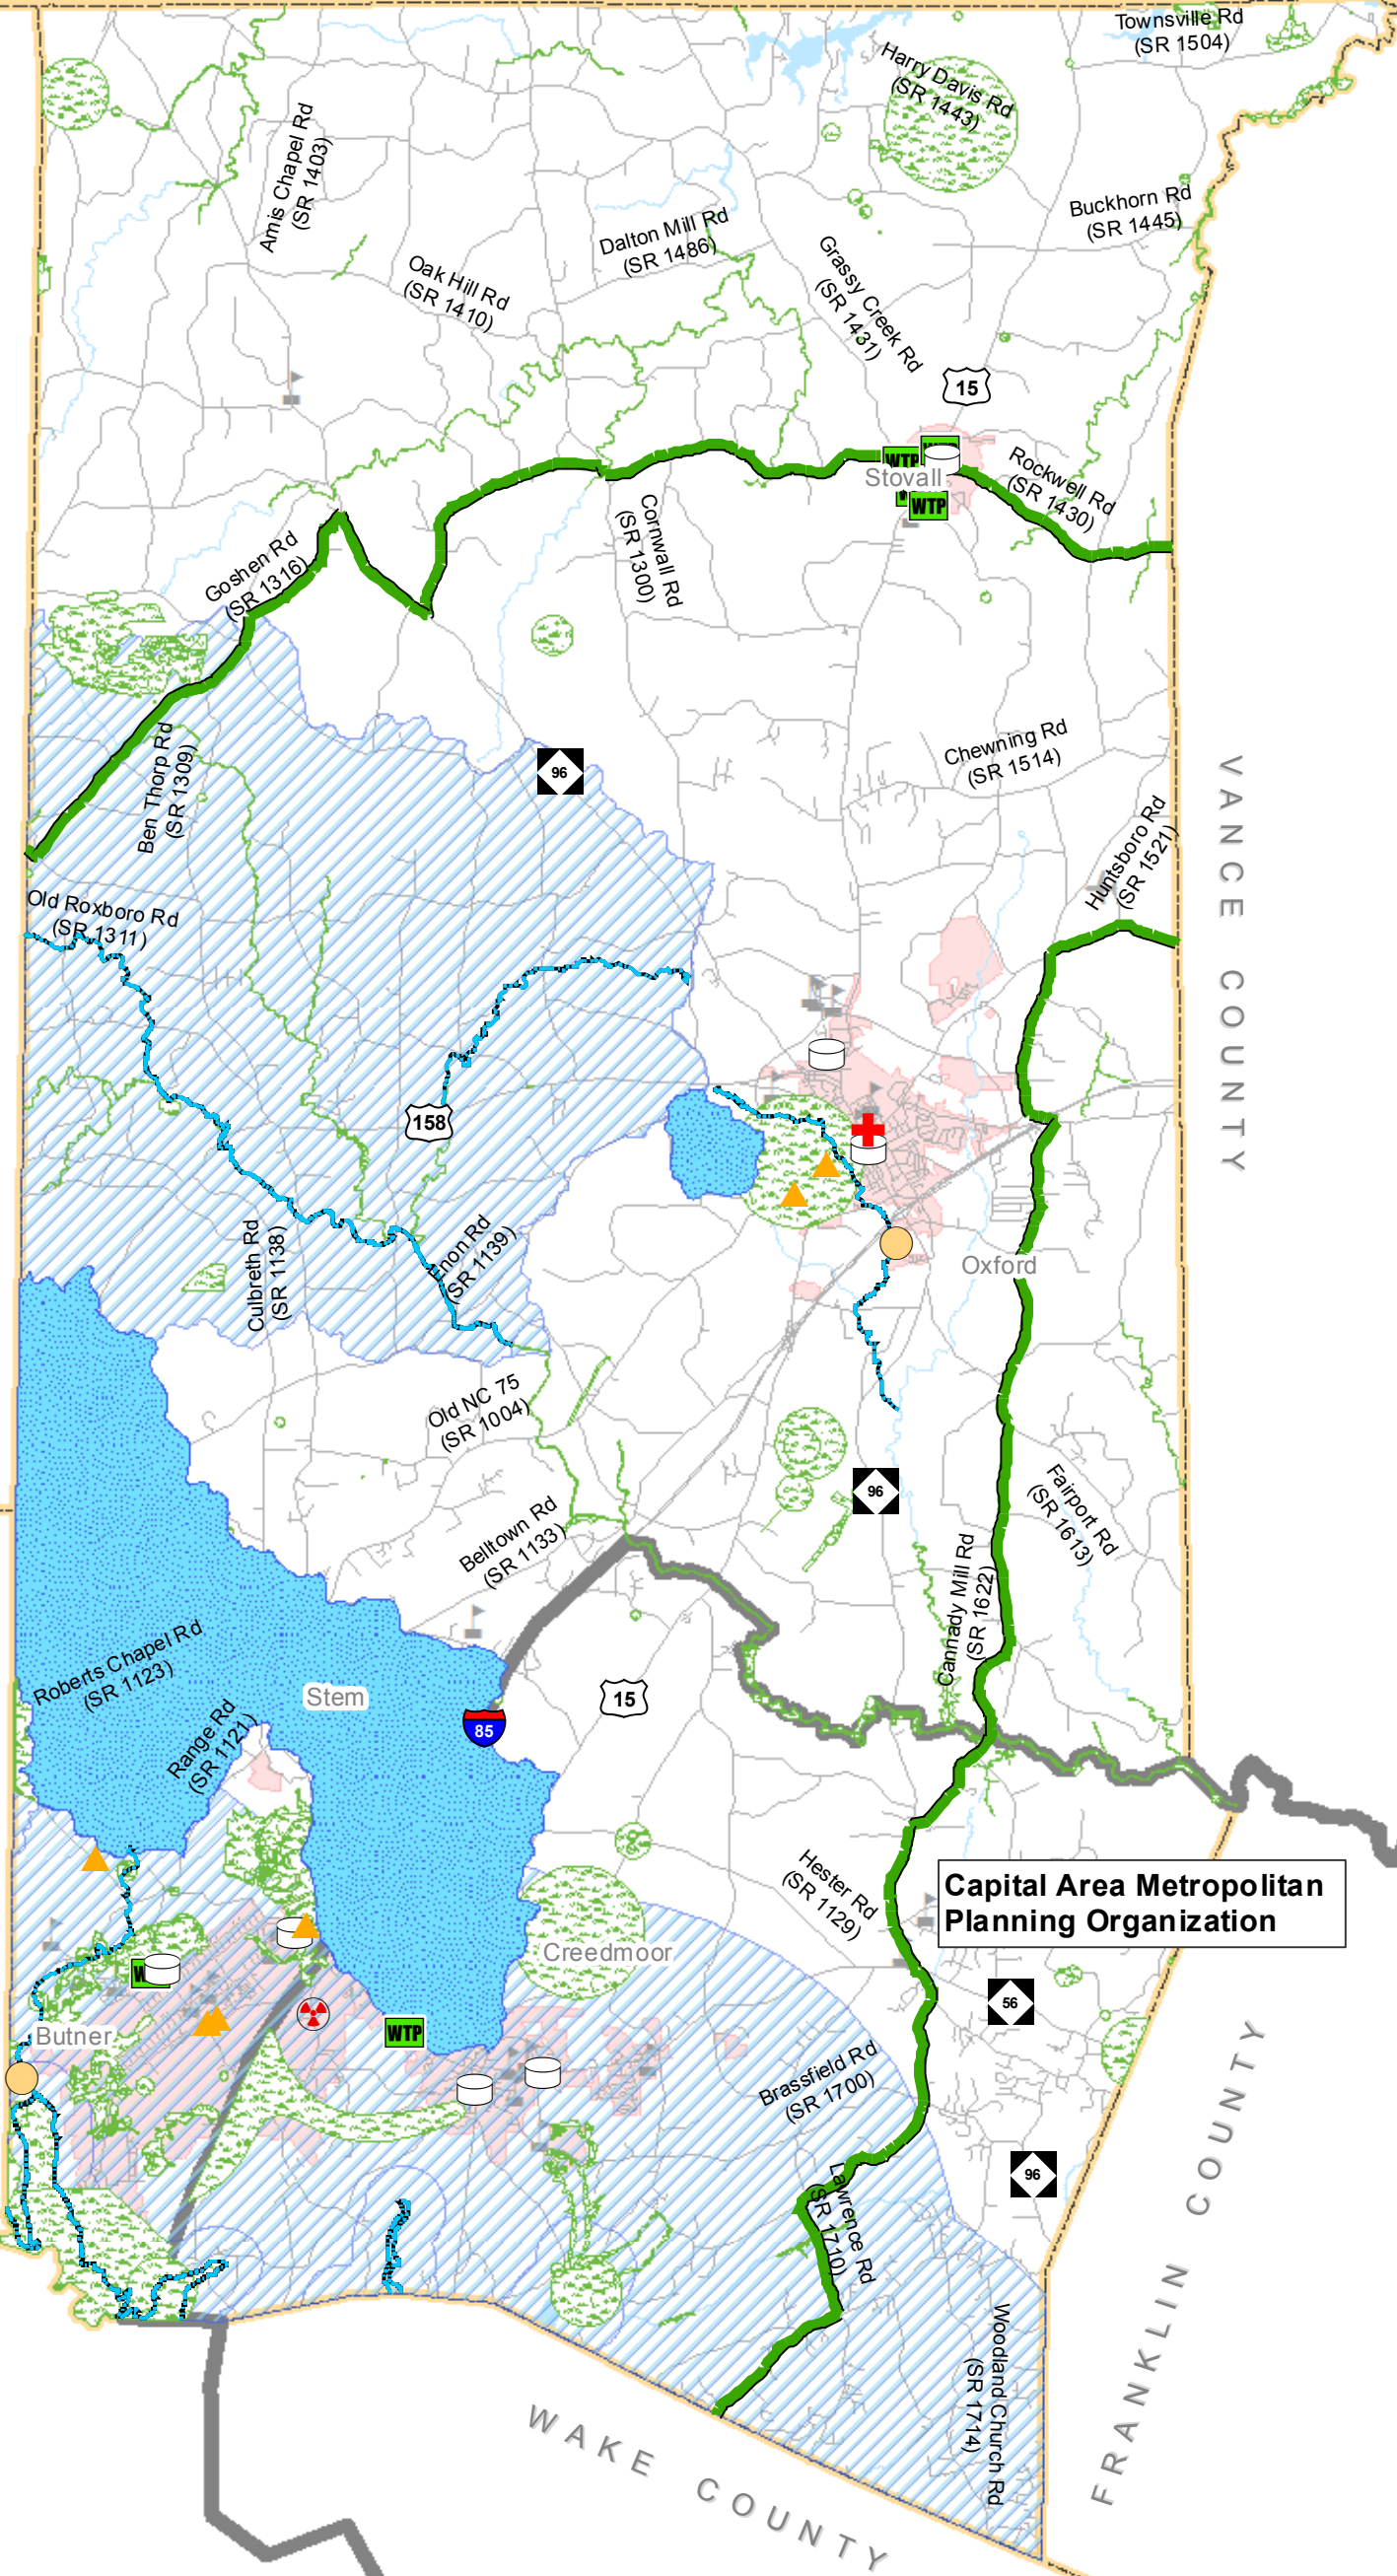 Townsville Rd
(SR 1504)
Harry Davis Rd
(SR 1443)
Amis Chapel Rd
(SR 1403)
Buckhorn Rd
(SR 1445)
Dalton Mill Rd
(SR 1486)
Oak Hill Rd
(SR 1410)
Grassy Creek Rd
(SR 1431)
15
WTP
Stovall
WTP
Rockwell Rd
(SR 1430)
Cornwall Rd
(SR 1300)
Goshen Rd
(SR 1316)
Ben Thorp Rd
(SR 1309)
96
Chewning Rd
(SR 1514)
VANCE COUNTY
Huntsboro Rd
(SR 1521)
Old Roxboro Rd
(SR 1311)
158
Culbreth Rd
(SR 1138)
Enon Rd
(SR 1139)
Oxford
Old NC 75
(SR 1004)
96
Belltown Rd
(SR 1133)
Fairport Rd
(SR 1613)
Cannady Mill Rd
(SR 1622)
Roberts Chapel Rd
(SR 1123)
Stem
15
85
Range Rd
(SR 1121)
Hester Rd
(SR 1129)
Capital Area Metropolitan
Planning Organization
Creedmoor
56
Butner
WTP
Brassfield Rd
(SR 1700)
96
Lawrence Rd
(SR 1710)
Woodland Church Rd
(SR 1714)
FRANKLIN COUNTY
WAKE COUNTY